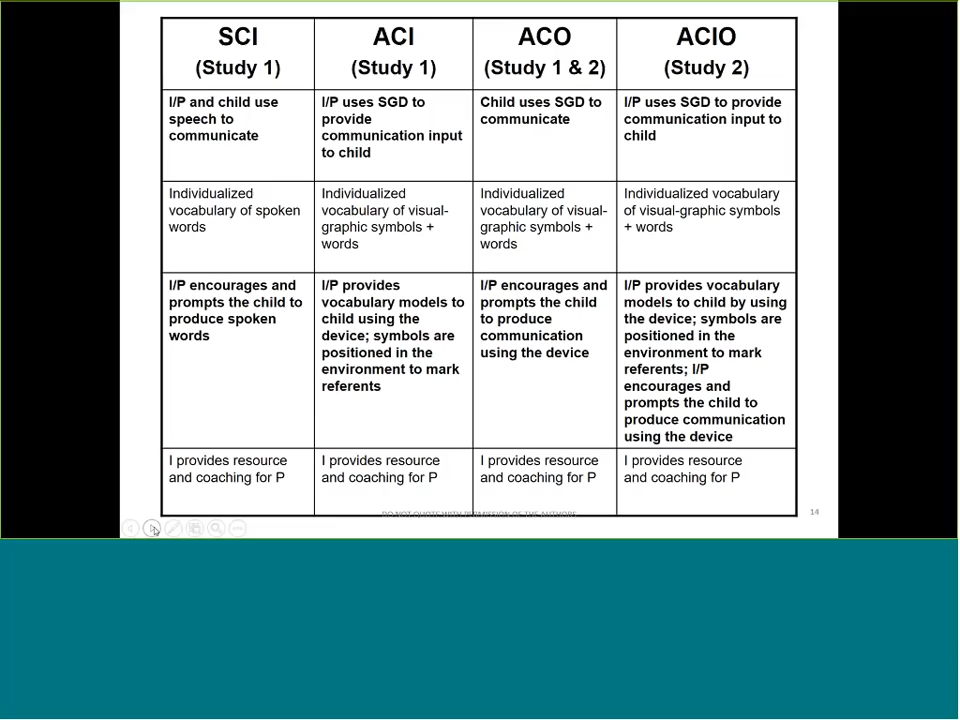 SCI
(Study 1)
ACI
(Study 1)
ACO
(Study 1 & 2)
ACIO
(Study 2)
I/P and child use
speech to
communicate
I/P uses SGD to
provide
communication input
to child
Child uses SGD to
communicate
I/P uses SGD to provide
communication input to
child
Individualized
vocabulary of spoken
words
Individualized
vocabulary of visual-
graphic symbols +
words
Individualized
vocabulary of visual-
graphic symbols +
words
Individualized vocabulary
of visual-graphic symbols
+ words
I/P encourages and
prompts the child to
produce spoken
words
I/P provides
vocabulary models to
child using the
device; symbols are
positioned in the
environment to mark
referents
I/P encourages and
prompts the child
to produce
communication
using the device
I/P provides vocabulary
models to child by using
the device; symbols are
positioned in the
environment to mark
referents; I/P
encourages and
prompts the child to
produce communication
using the device
I provides resource
and coaching for P
I provides resource
and coaching for P
I provides resource
and coaching for P
I provides resource
and coaching for P
DO NOT QUOTE WITH PERMISSION OF THE AUTHORS
14